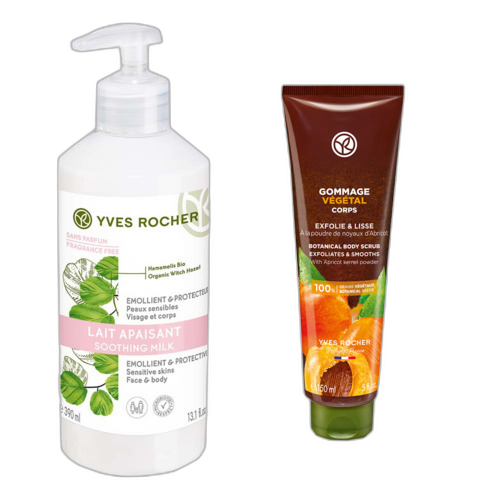 YVES ROCHER
SANS PARFUM
FRAGRANCE FREE
Hamamelis Bio
Organic Witch Hazel
EMOLLIENT & PROTECTEUR
Peaux sensibles
Visage et corps
LAIT APAISANT
SOOTHING MILK
EMOLLIENT & PROTECTIVE
Sensitive skins
Face & body
e 390 ml
13.1 fl.oz
GOMMAGE
VÉGÉTAL
CORPS
EXFOLIE & LISSE
A la poudre de noyaux d'Abricot
BOTANICAL BODY SCRUB
EXFOLIATES & SMOOTHS
With Apricot kernel powder
100%
YVES ROCHER
150 ml